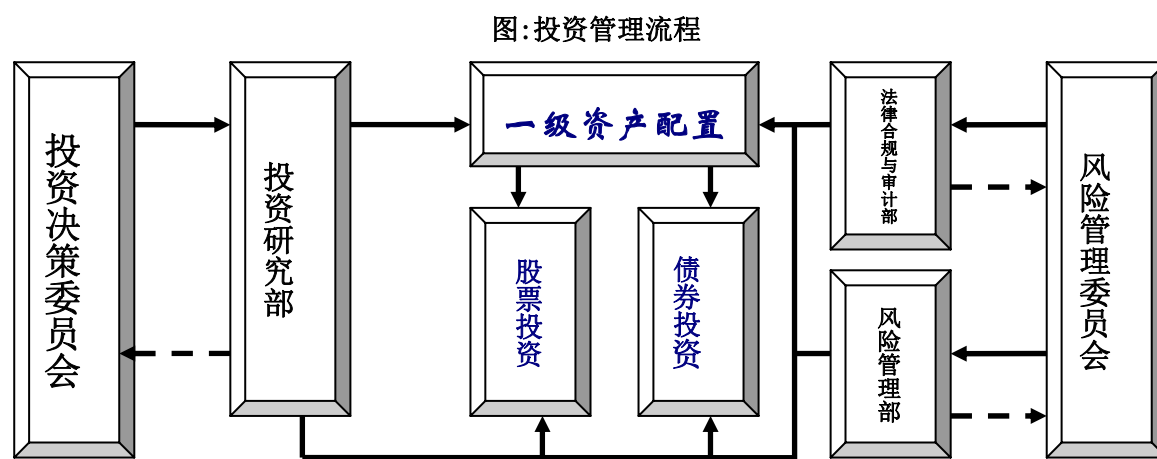 图:投资管理流程
投资决策委员会
投资研究部
一级资产配置
股票投资
债券投资
法律合规与审计部
风险管理部
风险管理委员会